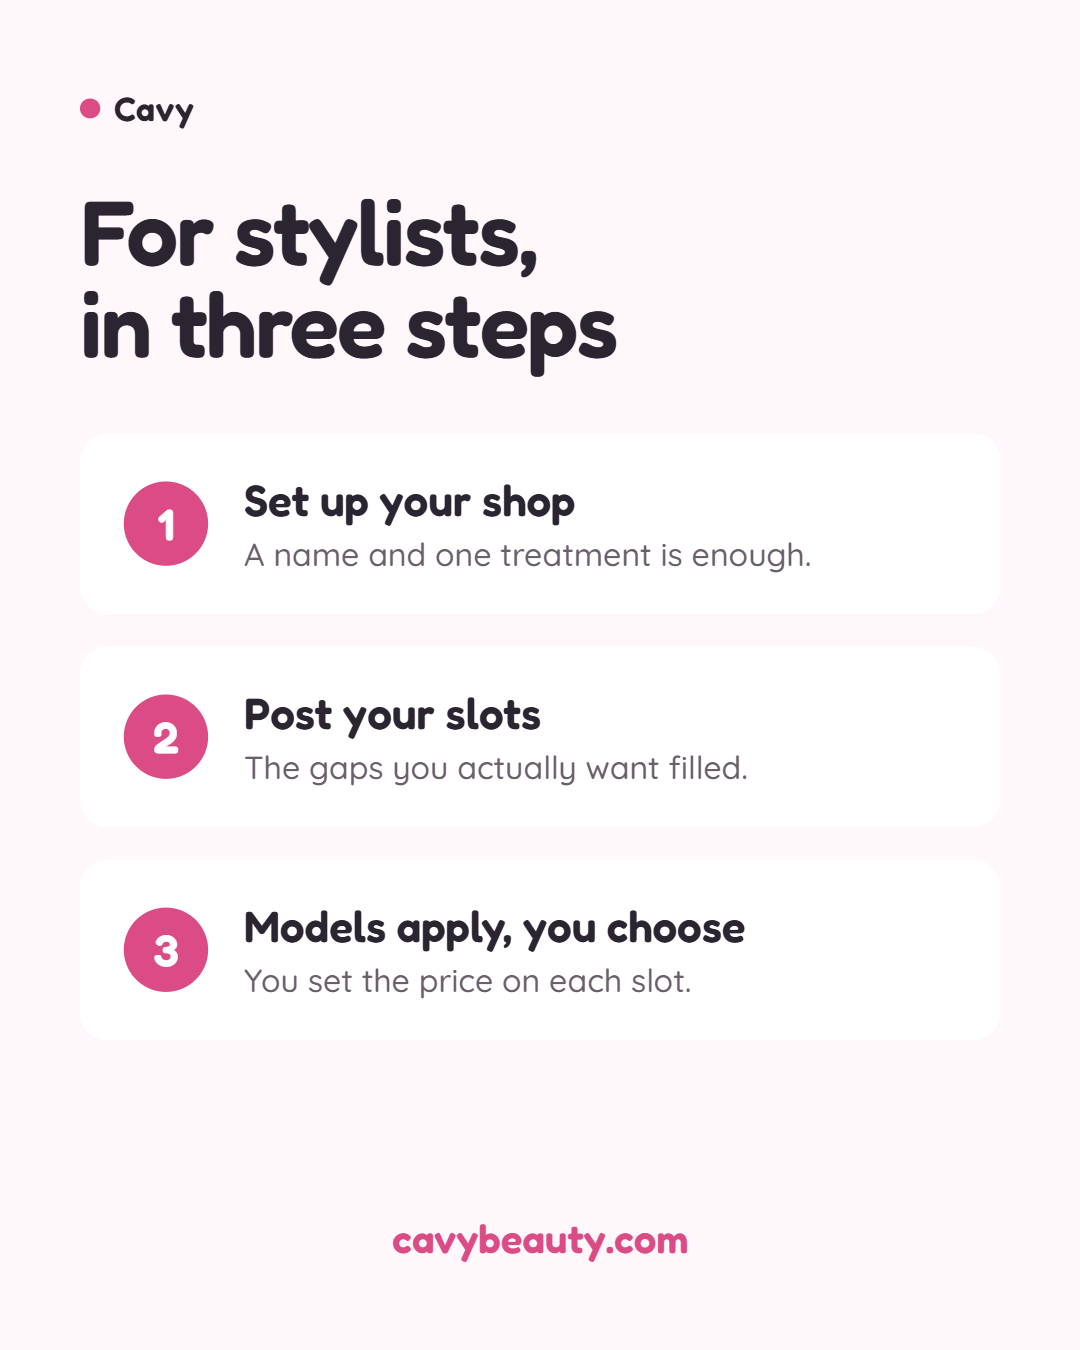 Cavy
For stylists,
in three steps
1
Set up your shop
A name and one treatment is enough.
2
Post your slots
The gaps you actually want filled.
3
Models apply, you choose
You set the price on each slot.
cavybeauty.com